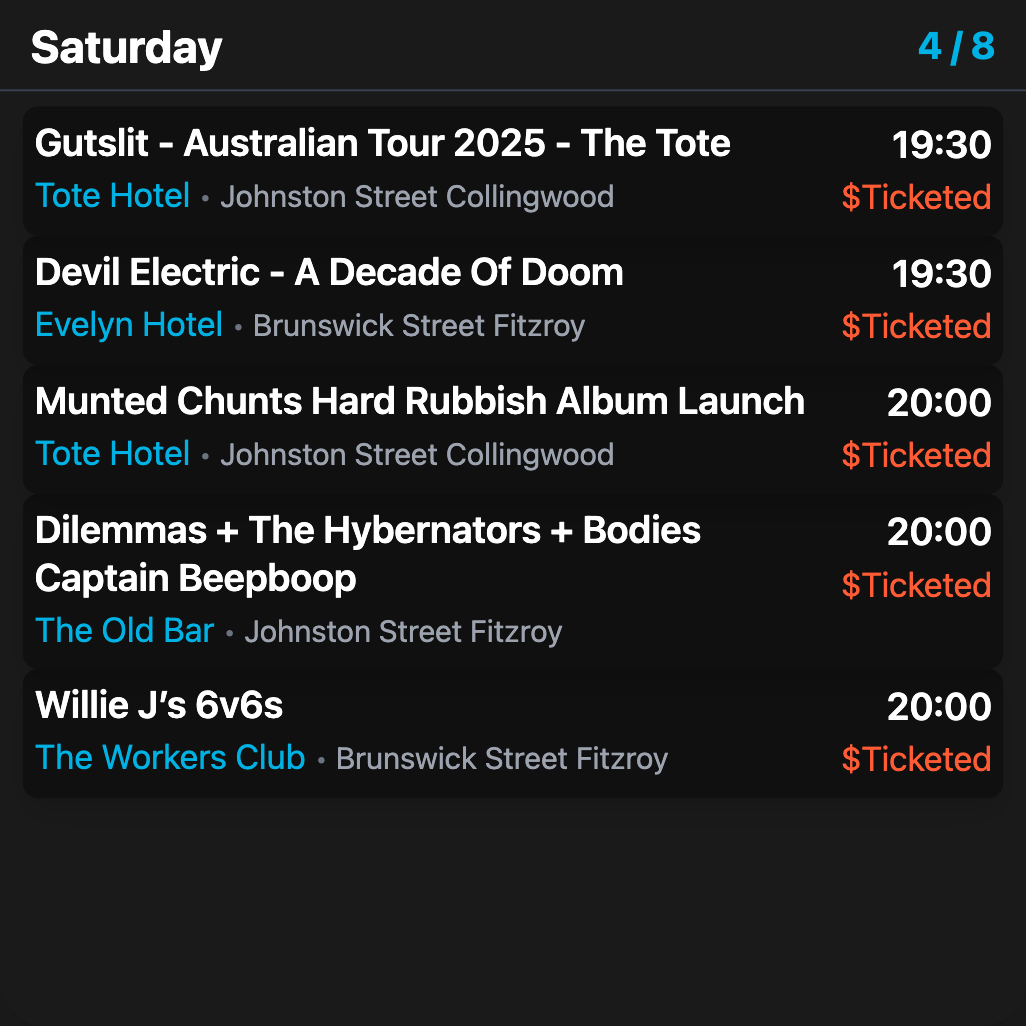 Saturday 4 / 8
Gutslit - Australian Tour 2025 - The Tote 19:30
Tote Hotel • Johnston Street Collingwood $Ticketed
Devil Electric - A Decade Of Doom 19:30
Evelyn Hotel • Brunswick Street Fitzroy $Ticketed
Munted Chunts Hard Rubbish Album Launch 20:00
Tote Hotel • Johnston Street Collingwood $Ticketed
Dilemmas + The Hybernators + Bodies 20:00
Captain Beepboop $Ticketed
The Old Bar • Johnston Street Fitzroy
Willie J’s 6v6s 20:00
The Workers Club • Brunswick Street Fitzroy $Ticketed